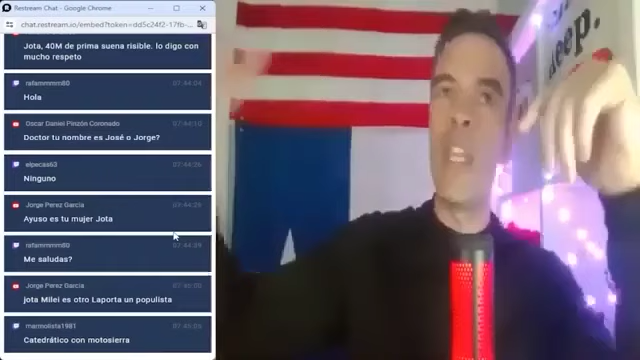 Restream Chat - Google Chrome
chat.restream.io/embed?token=dd5c24f2-17fb-...
Jota, 40M de prima suena risible. lo digo con
mucho respeto
rafammmm80 07:44:04
Hola
Oscar Daniel Pinzón Coronado 07:44:10
Doctor tu nombre es José o Jorge?
elpecas63 07:44:26
Ninguno
Jorge Perez Garcia 07:44:29
Ayuso es tu mujer Jota
rafammmm80 07:44:39
Me saludas?
Jorge Perez Garcia 07:45:00
jota Milei es otro Laporta un populista
marmolista1981 07:45:05
Catedrático con motosierra
deep.